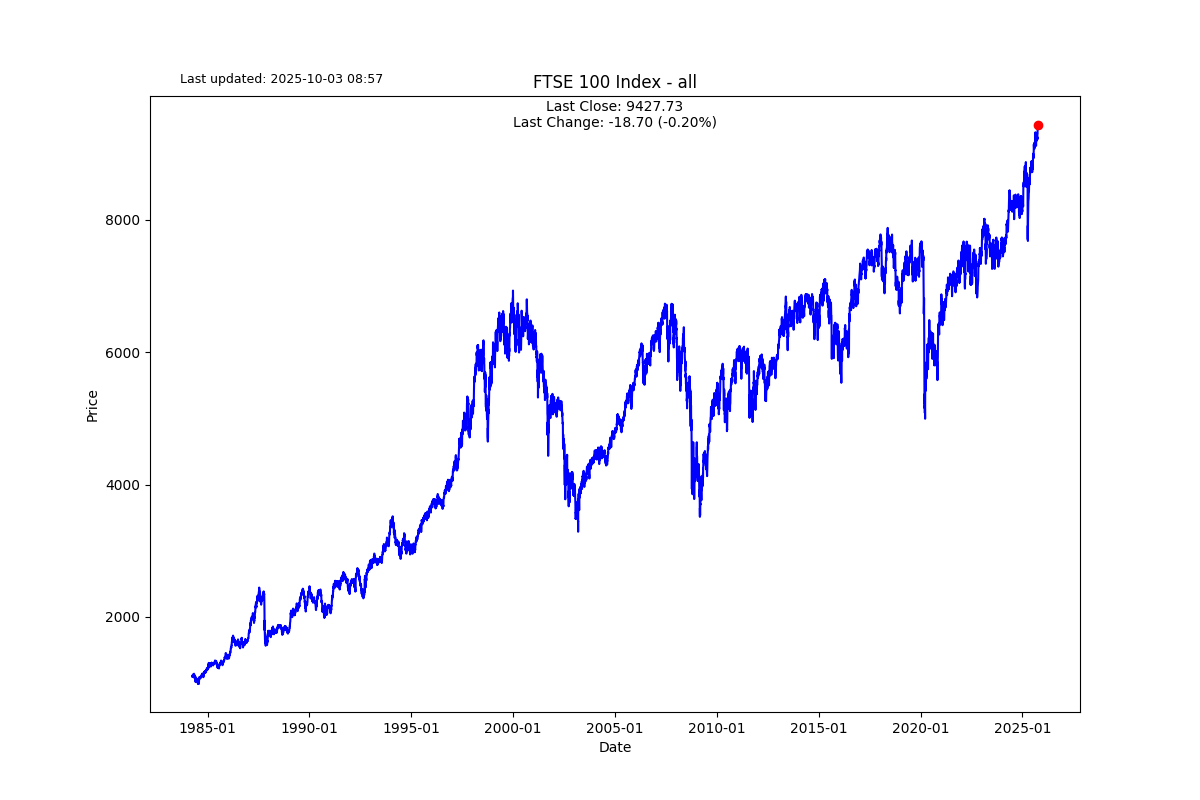 Last updated: 2025-10-03 08:57
FTSE 100 Index - all
Last Close: 9427.73
Last Change: -18.70 (-0.20%)
8000
6000
4000
2000
Price
1985-01
1990-01
1995-01
2000-01
2005-01
2010-01
2015-01
2020-01
2025-01
Date